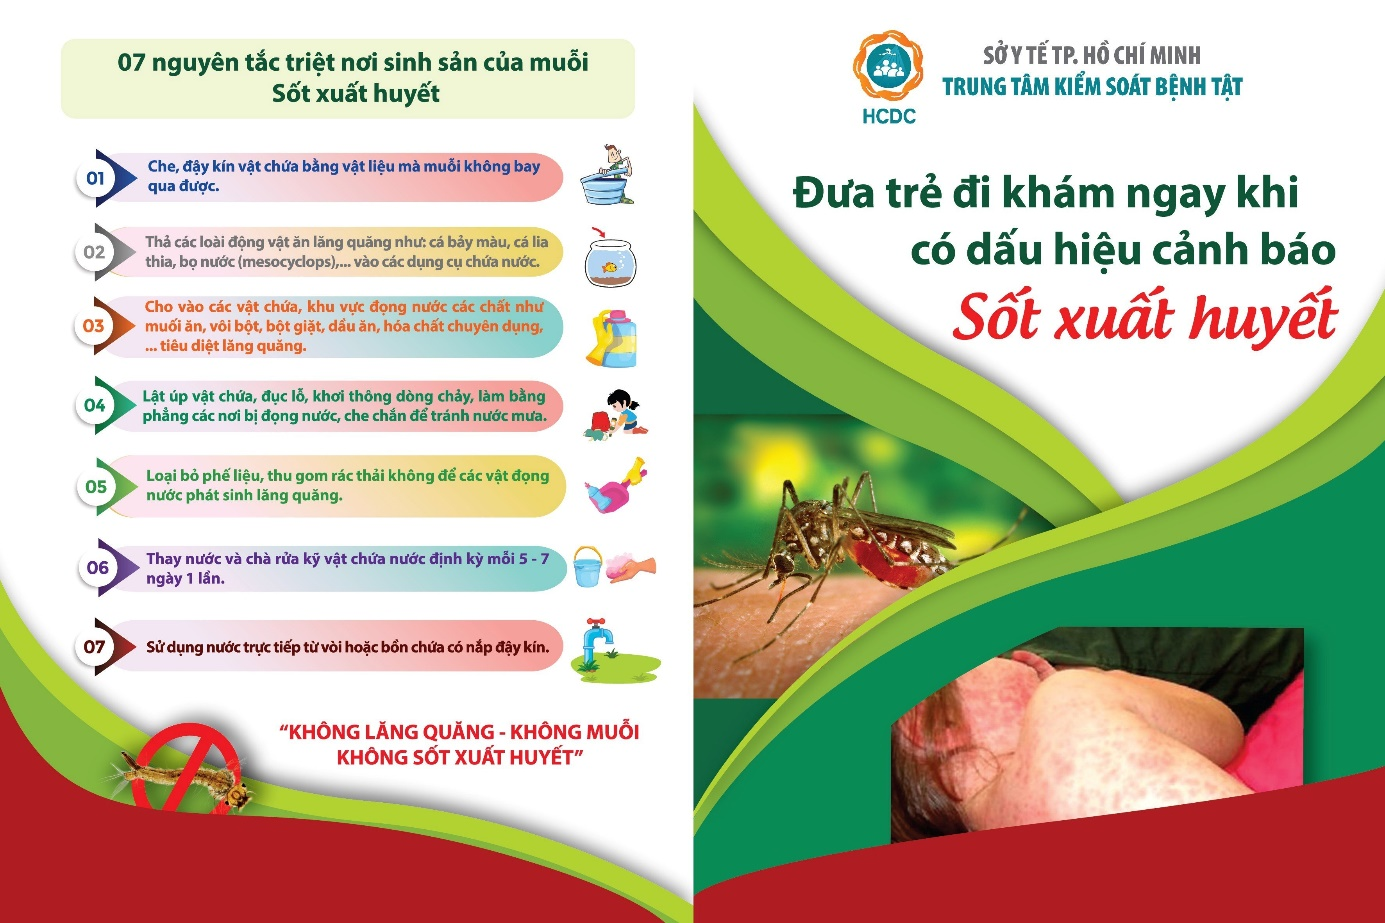 07 nguyên tắc triệt nơi sinh sản của muỗi
Sốt xuất huyết
01
Che, đậy kín vật chứa bằng vật liệu mà muỗi không bay
qua được.
02
Thả các loài động vật ăn lăng quăng như: cá bảy màu, cá lia
thia, bọ nước (mesocyclops),... vào các dụng cụ chứa nước.
03
Cho vào các vật chứa, khu vực đọng nước các chất như
muối ăn, vôi bột, bột giặt, dầu ăn, hóa chất chuyên dụng,
... tiêu diệt lăng quăng.
04
Lật úp vật chứa, đục lỗ, khơi thông dòng chảy, làm bằng
phẳng các nơi bị đọng nước, che chắn để tránh nước mưa.
05
Loại bỏ phế liệu, thu gom rác thải không để các vật đọng
nước phát sinh lăng quăng.
06
Thay nước và chà rửa kỹ vật chứa nước định kỳ mỗi 5 - 7
ngày 1 lần.
07
Sử dụng nước trực tiếp từ vòi hoặc bồn chứa có nắp đậy kín.
“KHÔNG LĂNG QUĂNG - KHÔNG MUỖI
KHÔNG SỐT XUẤT HUYẾT”
HCDC
SỞ Y TẾ TP. HỒ CHÍ MINH
TRUNG TÂM KIỂM SOÁT BỆNH TẬT
Đưa trẻ đi khám ngay khi
có dấu hiệu cảnh báo
Sốt xuất huyết